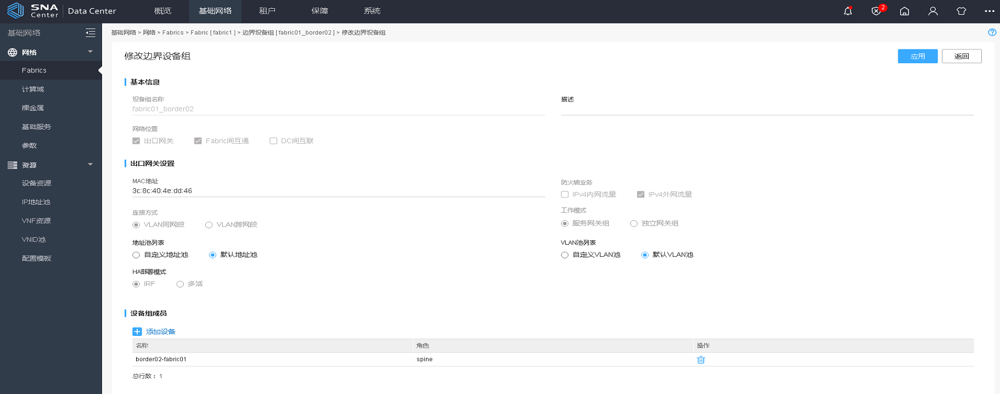 SNA Center Data Center 概览 基础网络 租户 保障 系统 2
基础网络
网络
Fabrics
计算域
裸金属
基础服务
参数
资源
设备资源
IP地址池
VNF资源
VNID池
配置模板
基础网络 > 网络 > Fabrics > Fabric [ fabric1 ] > 边界设备组 [ fabric01_border02 ] > 修改边界设备组
修改边界设备组 应用 返回
基本信息
设备组名称 描述
fabric01_border02
网络位置
出口网关 Fabric间互通 DC间互联
出口网关设置
MAC地址 防火墙业务
3c:8c:40:4e:dd:46 IPv4内网流量 IPv4外网流量
连接方式 工作模式
VLAN同网段 VLAN跨网段 服务网关组 独立网关组
地址池列表 VLAN池列表
自定义地址池 默认地址池 自定义VLAN池 默认VLAN池
HA部署模式
IRF 多活
设备组成员
添加设备
名称 角色 操作
border02-fabric01 spine
总行数：1